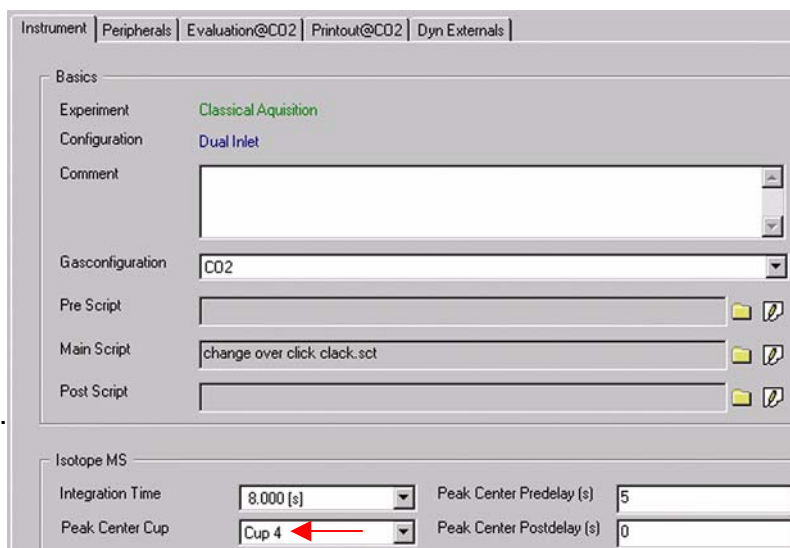 Instrument Peripherals Evaluation@CO2 Printout@CO2 Dyn Externals
Basics
Experiment Classical Aquisition
Configuration Dual Inlet
Comment
Gasconfiguration CO2
Pre Script
Main Script change over click clack.sct
Post Script
.
Isotope MS
Integration Time 8.000 [s] Peak Center Predelay (s) 5
Peak Center Cup Cup 4 Peak Center Postdelay (s) 0